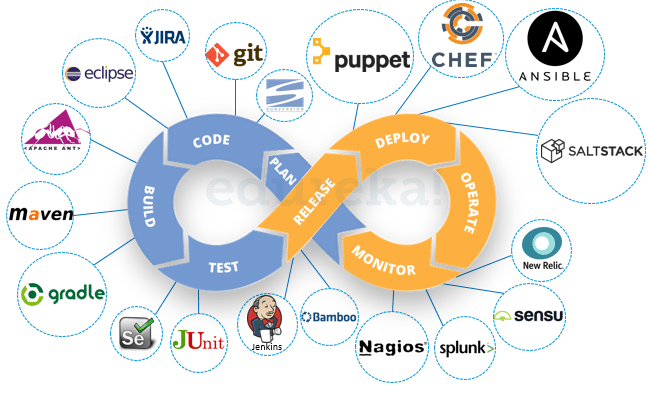 JIRA
git
puppet
CHEF
ANSIBLE
eclipse
SUBVERSION
CODE
DEPLOY
APACHE ANT
PLAN
SALTSTACK
edureka!
maven
BUILD
RELEASE
OPERATE
TEST
MONITOR
New Relic.
gradle
Se
JUnit
Jenkins
Bamboo
Nagios®
splunk>
sensu